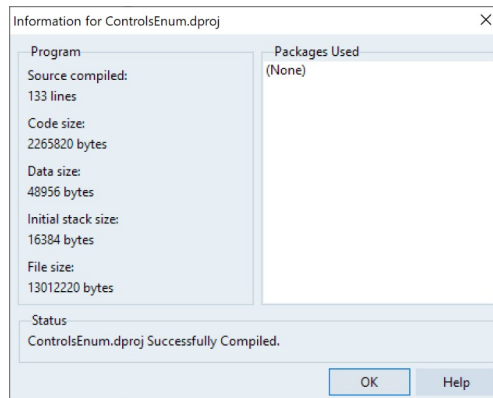 Information for ControlsEnum.dproj
Program
Source compiled:
133 lines
Code size:
2265820 bytes
Data size:
48956 bytes
Initial stack size:
16384 bytes
File size:
13012220 bytes
Packages Used
(None)
Status
ControlsEnum.dproj Successfully Compiled.
OK
Help